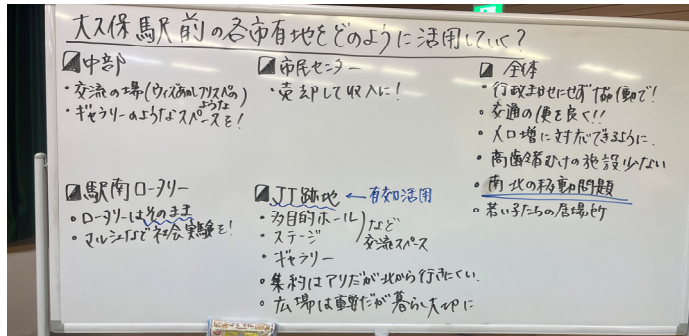 大久保駅前の各市有地をどのように活用していく?
中部
・交流の場(ウィズあかしフリスペの
ような)
・ギャラリーのようなスペースを!
市民センター
・売却して収入に!
全体
・行政まかせにせず協働で!
・交通の便を良く!!
・人口増に対応できるように。
・高齢者むけの施設少ない
・南北の移動問題
・若い子たちの居場所
駅南ロータリー
・ロータリーはそのまま
・マルシェなど社会実験を!
JT跡地 ← 有効活用
・多目的ホール
・ステージ
・ギャラリー
など
交流スペース
・集約はアリだが北から行きにくい。
・広場は重要だが暮らし大切に